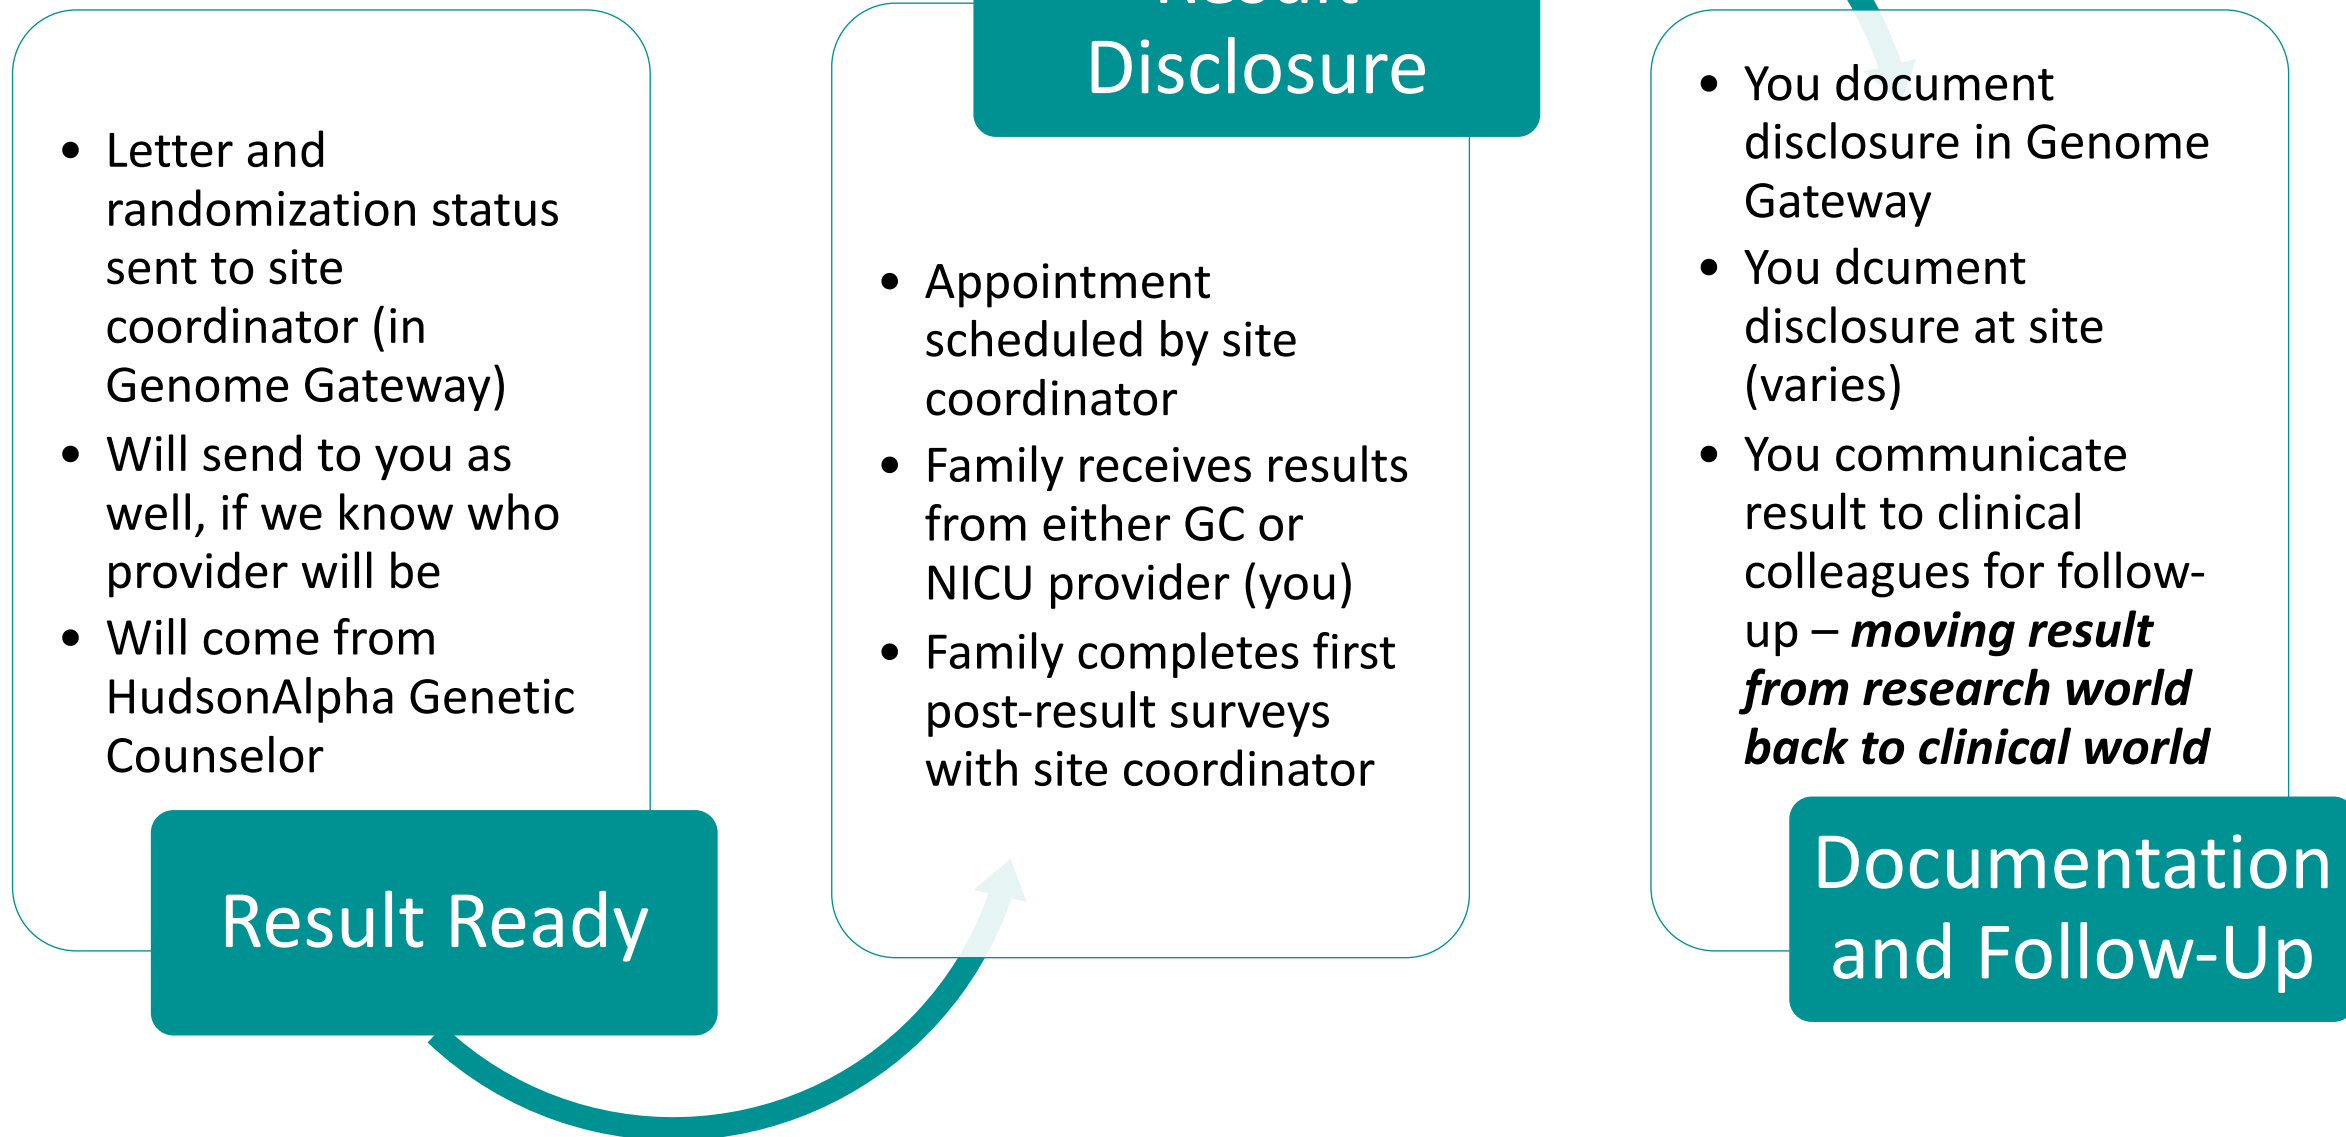 • Letter and
randomization status
sent to site
coordinator (in
Genome Gateway)
• Will send to you as
well, if we know who
provider will be
• Will come from
HudsonAlpha Genetic
Counselor
Result Ready
Result
Disclosure
• Appointment
scheduled by site
coordinator
• Family receives results
from either GC or
NICU provider (you)
• Family completes first
post-result surveys
with site coordinator
• You document
disclosure in Genome
Gateway
• You dcument
disclosure at site
(varies)
• You communicate
result to clinical
colleagues for follow-
up – moving result
from research world
back to clinical world
Documentation
and Follow-Up